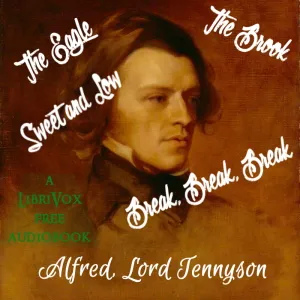 The Eagle
The Brook
Sweet and Low
Break, Break, Break
A
LibriVox
Free
Audiobook
Alfred, Lord Tennyson